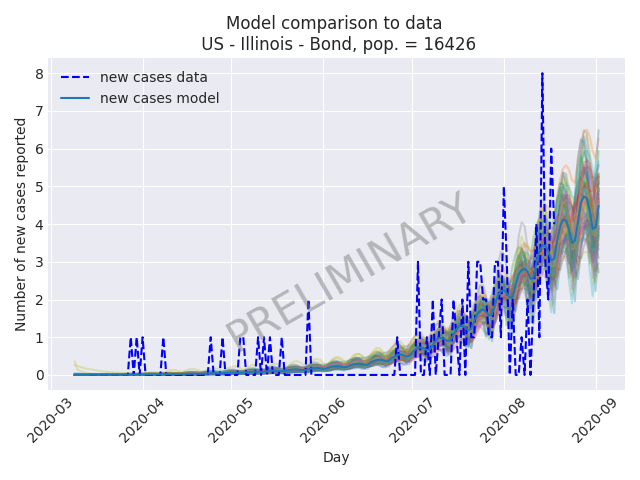 Model comparison to data
US - Illinois - Bond, pop. = 16426
new cases data
new cases model
PRELIMINARY
Number of new cases reported
8
7
6
5
4
3
2
1
0
2020-03
2020-04
2020-05
2020-06
2020-07
2020-08
2020-09
Day